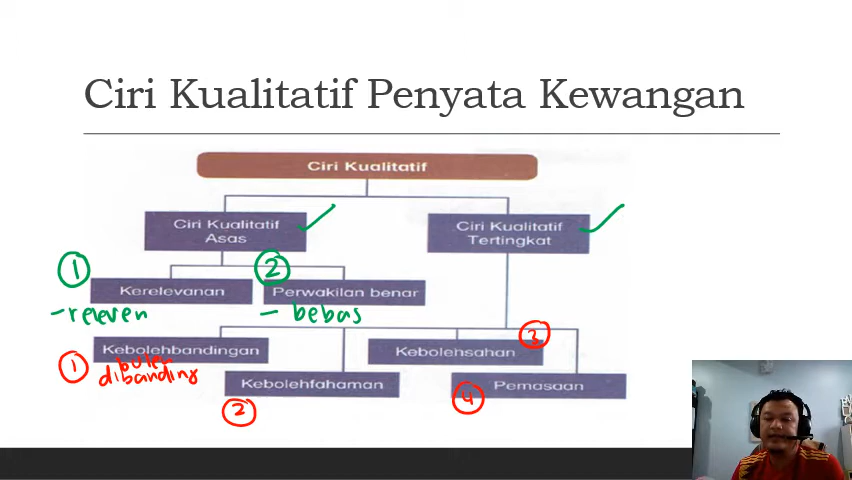 Ciri Kualitatif Penyata Kewangan
Ciri Kualitatif
Ciri Kualitatif
Asas
Ciri Kualitatif
Tertingkat
1
2
Kerelevanan
Perwakilan benar
- releven
- bebas
3
Kebolehbandingan
Kebolehsahan
1
bulen
dibanding
Kebolehfahaman
Pemasaan
2
4